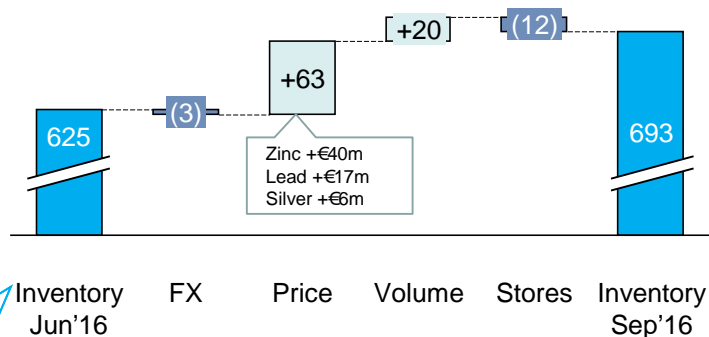 +20
(12)
+63
(3)
625
693
Zinc +€40m
Lead +€17m
Silver +€6m
Inventory Jun’16
FX
Price
Volume
Stores
Inventory Sep’16